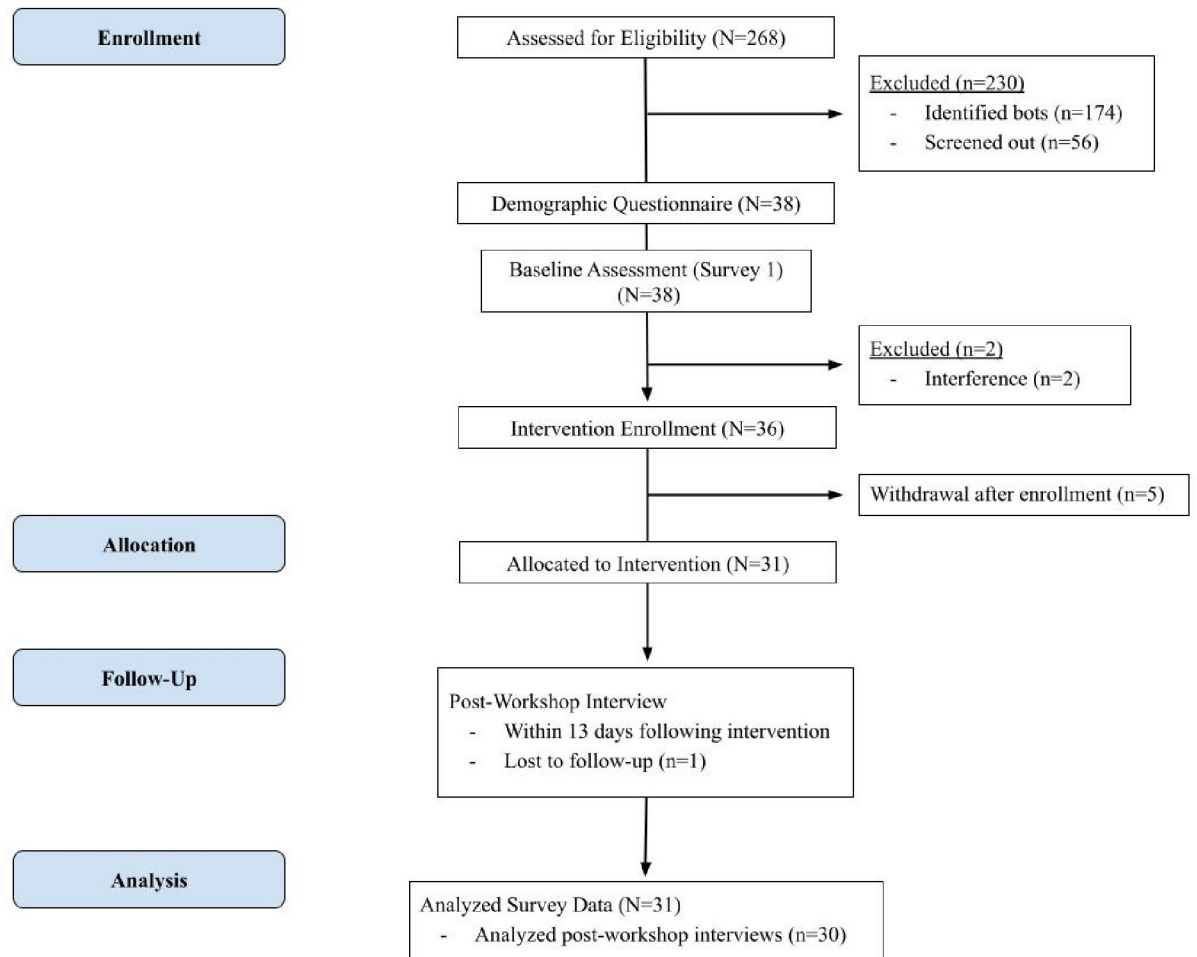 Enrollment
Assessed for Eligibility (N=268)
Excluded (n=230)
- Identified bots (n=174)
- Screened out (n=56)
Demographic Questionnaire (N=38)
Baseline Assessment (Survey 1)
(N=38)
Excluded (n=2)
- Interference (n=2)
Intervention Enrollment (N=36)
Withdrawal after enrollment (n=5)
Allocation
Allocated to Intervention (N=31)
Follow-Up
Post-Workshop Interview
- Within 13 days following intervention
- Lost to follow-up (n=1)
Analysis
Analyzed Survey Data (N=31)
- Analyzed post-workshop interviews (n=30)